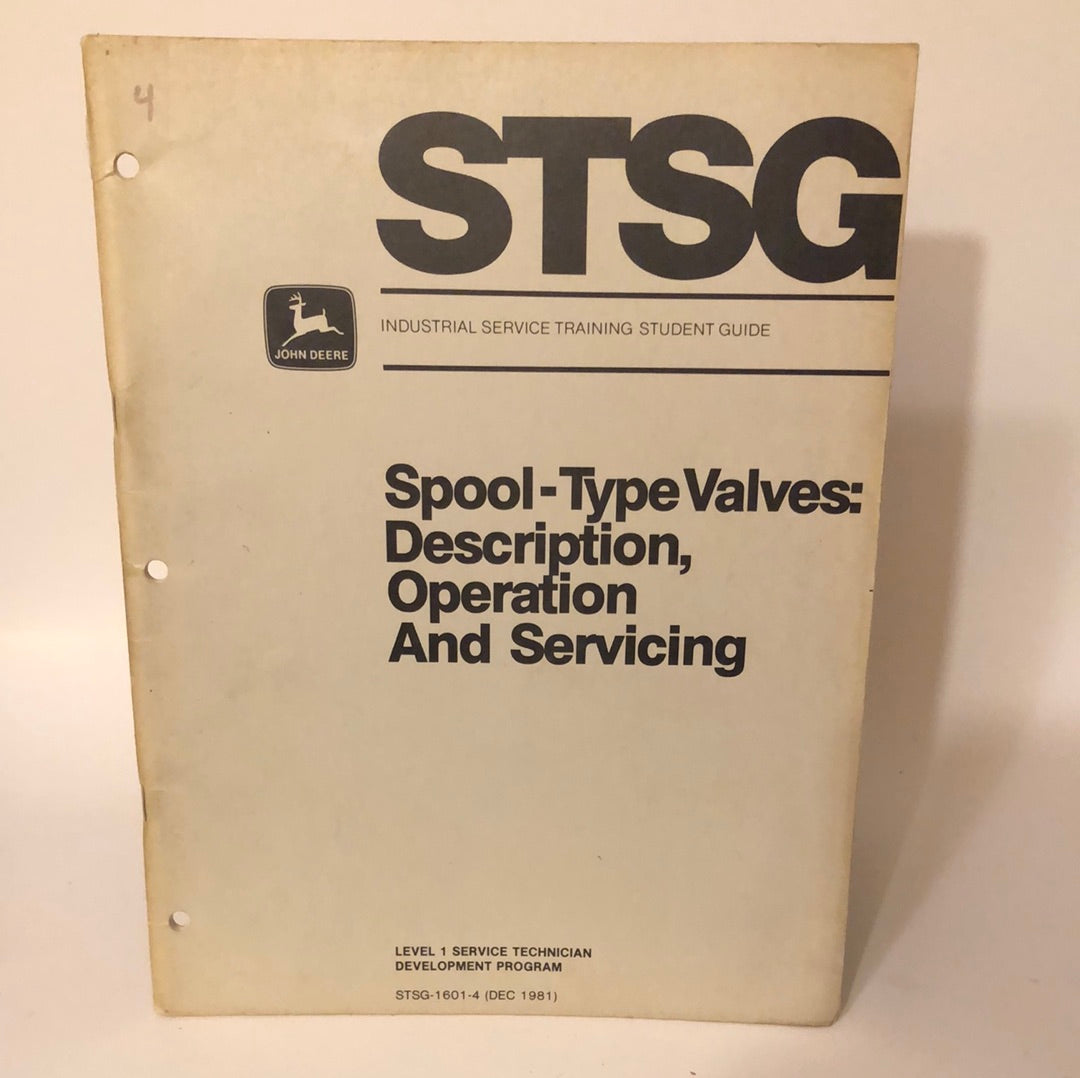 4
STSG
JOHN DEERE
INDUSTRIAL SERVICE TRAINING STUDENT GUIDE
Spool-Type Valves:
Description,
Operation
And Servicing
LEVEL 1 SERVICE TECHNICIAN
DEVELOPMENT PROGRAM
STSG-1601-4 (DEC 1981)